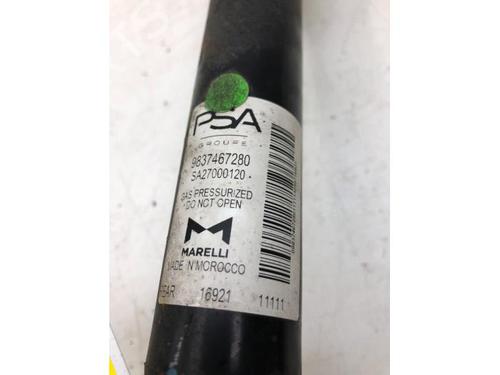 PSA
GROUPE
9837467280
SA27000120
GAS PRESSURIZED
DO NOT OPEN
MARELLI
MADE IN MOROCCO
16921 11111